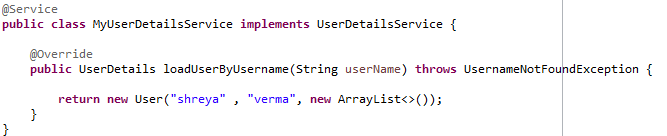 @Service
public class MyUserDetailsService implements UserDetailsService {
@Override
public UserDetails loadUserByUsername(String userName) throws UsernameNotFoundException {
return new User("shreya" , "verma", new ArrayList<>());
}
}